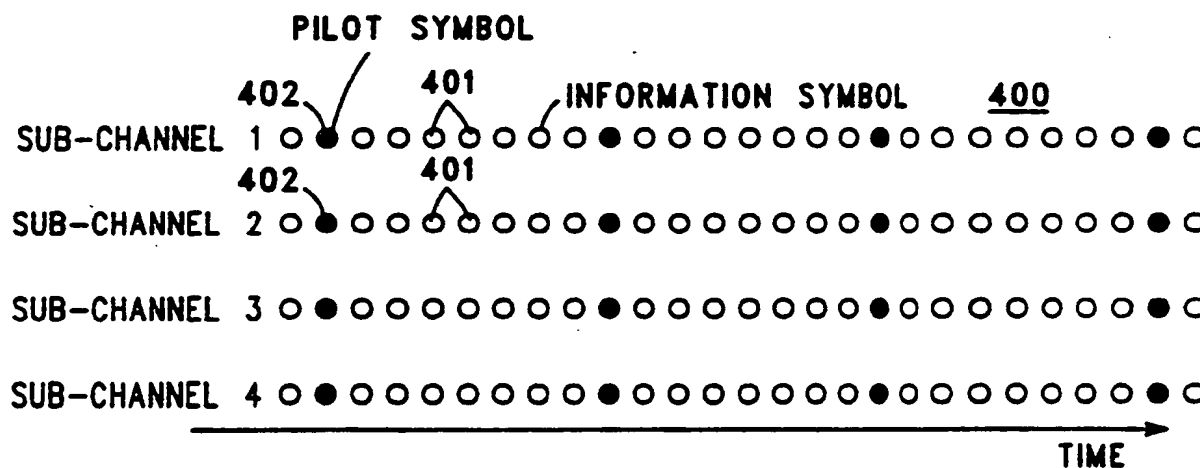 PILOT SYMBOL
402 401 INFORMATION SYMBOL 400
SUB-CHANNEL 1
402 401
SUB-CHANNEL 2
SUB-CHANNEL 3
SUB-CHANNEL 4
TIME